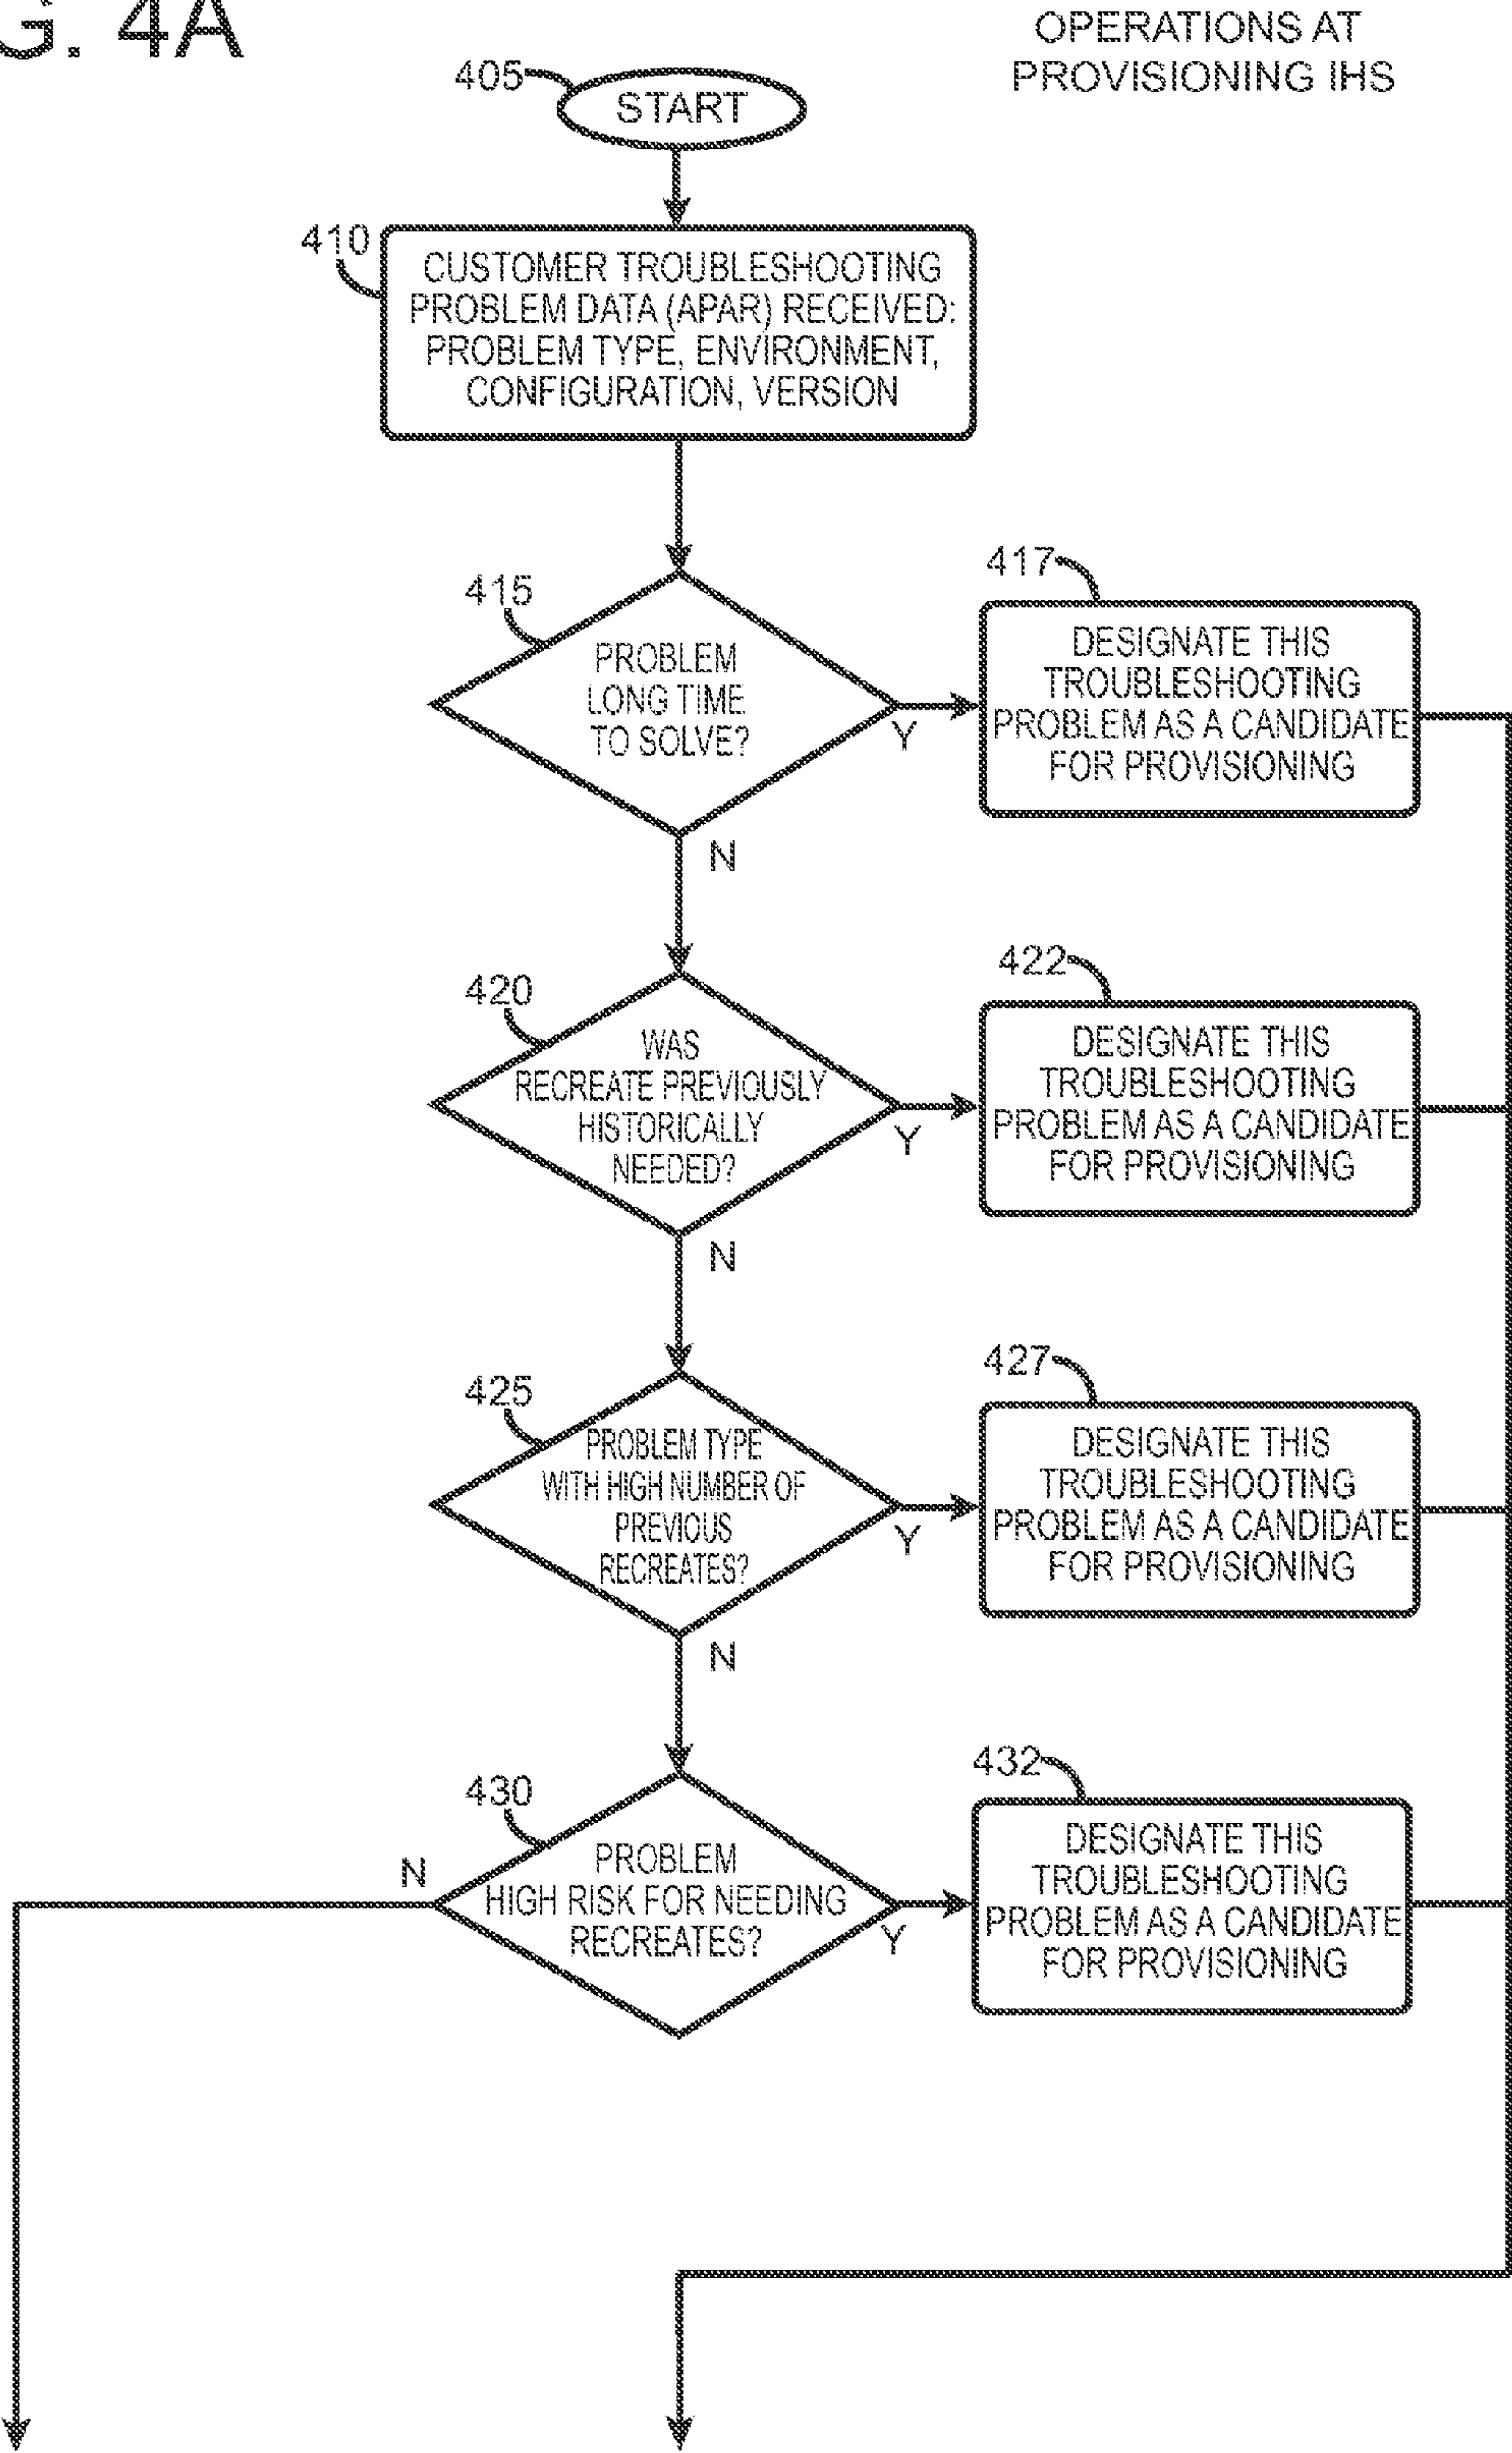 G. 4A
OPERATIONS AT
PROVISIONING IHS
405
START
410
CUSTOMER TROUBLESHOOTING
PROBLEM DATA (APAR) RECEIVED:
PROBLEM TYPE, ENVIRONMENT,
CONFIGURATION, VERSION
415
PROBLEM
LONG TIME
TO SOLVE?
Y
N
417
DESIGNATE THIS
TROUBLESHOOTING
PROBLEM AS A CANDIDATE
FOR PROVISIONING
420
WAS
RECREATE PREVIOUSLY
HISTORICALLY
NEEDED?
Y
N
422
DESIGNATE THIS
TROUBLESHOOTING
PROBLEM AS A CANDIDATE
FOR PROVISIONING
425
PROBLEM TYPE
WITH HIGH NUMBER OF
PREVIOUS
RECREATES?
Y
N
427
DESIGNATE THIS
TROUBLESHOOTING
PROBLEM AS A CANDIDATE
FOR PROVISIONING
430
N
PROBLEM
HIGH RISK FOR NEEDING
RECREATES?
Y
432
DESIGNATE THIS
TROUBLESHOOTING
PROBLEM AS A CANDIDATE
FOR PROVISIONING